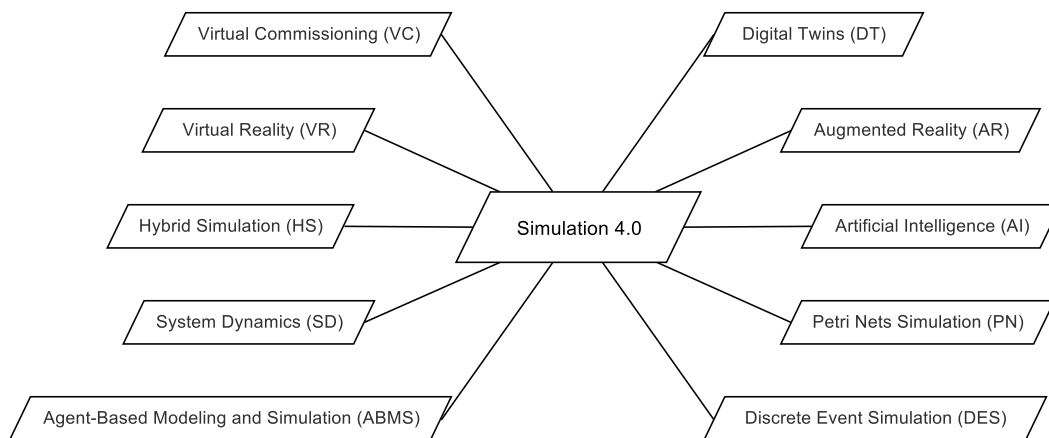 Virtual Commissioning (VC)
Digital Twins (DT)
Virtual Reality (VR)
Augmented Reality (AR)
Hybrid Simulation (HS)
Simulation 4.0
Artificial Intelligence (AI)
System Dynamics (SD)
Petri Nets Simulation (PN)
Agent-Based Modeling and Simulation (ABMS)
Discrete Event Simulation (DES)